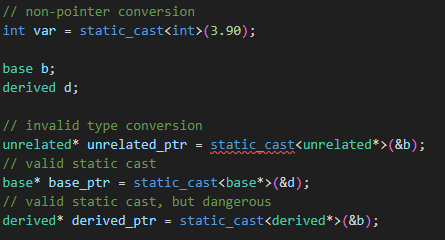 // non-pointer conversion
int var = static_cast<int>(3.90);
base b;
derived d;
// invalid type conversion
unrelated* unrelated_ptr = static_cast<unrelated*>(&b);
// valid static cast
base* base_ptr = static_cast<base*>(&d);
// valid static cast, but dangerous
derived* derived_ptr = static_cast<derived*>(&b);